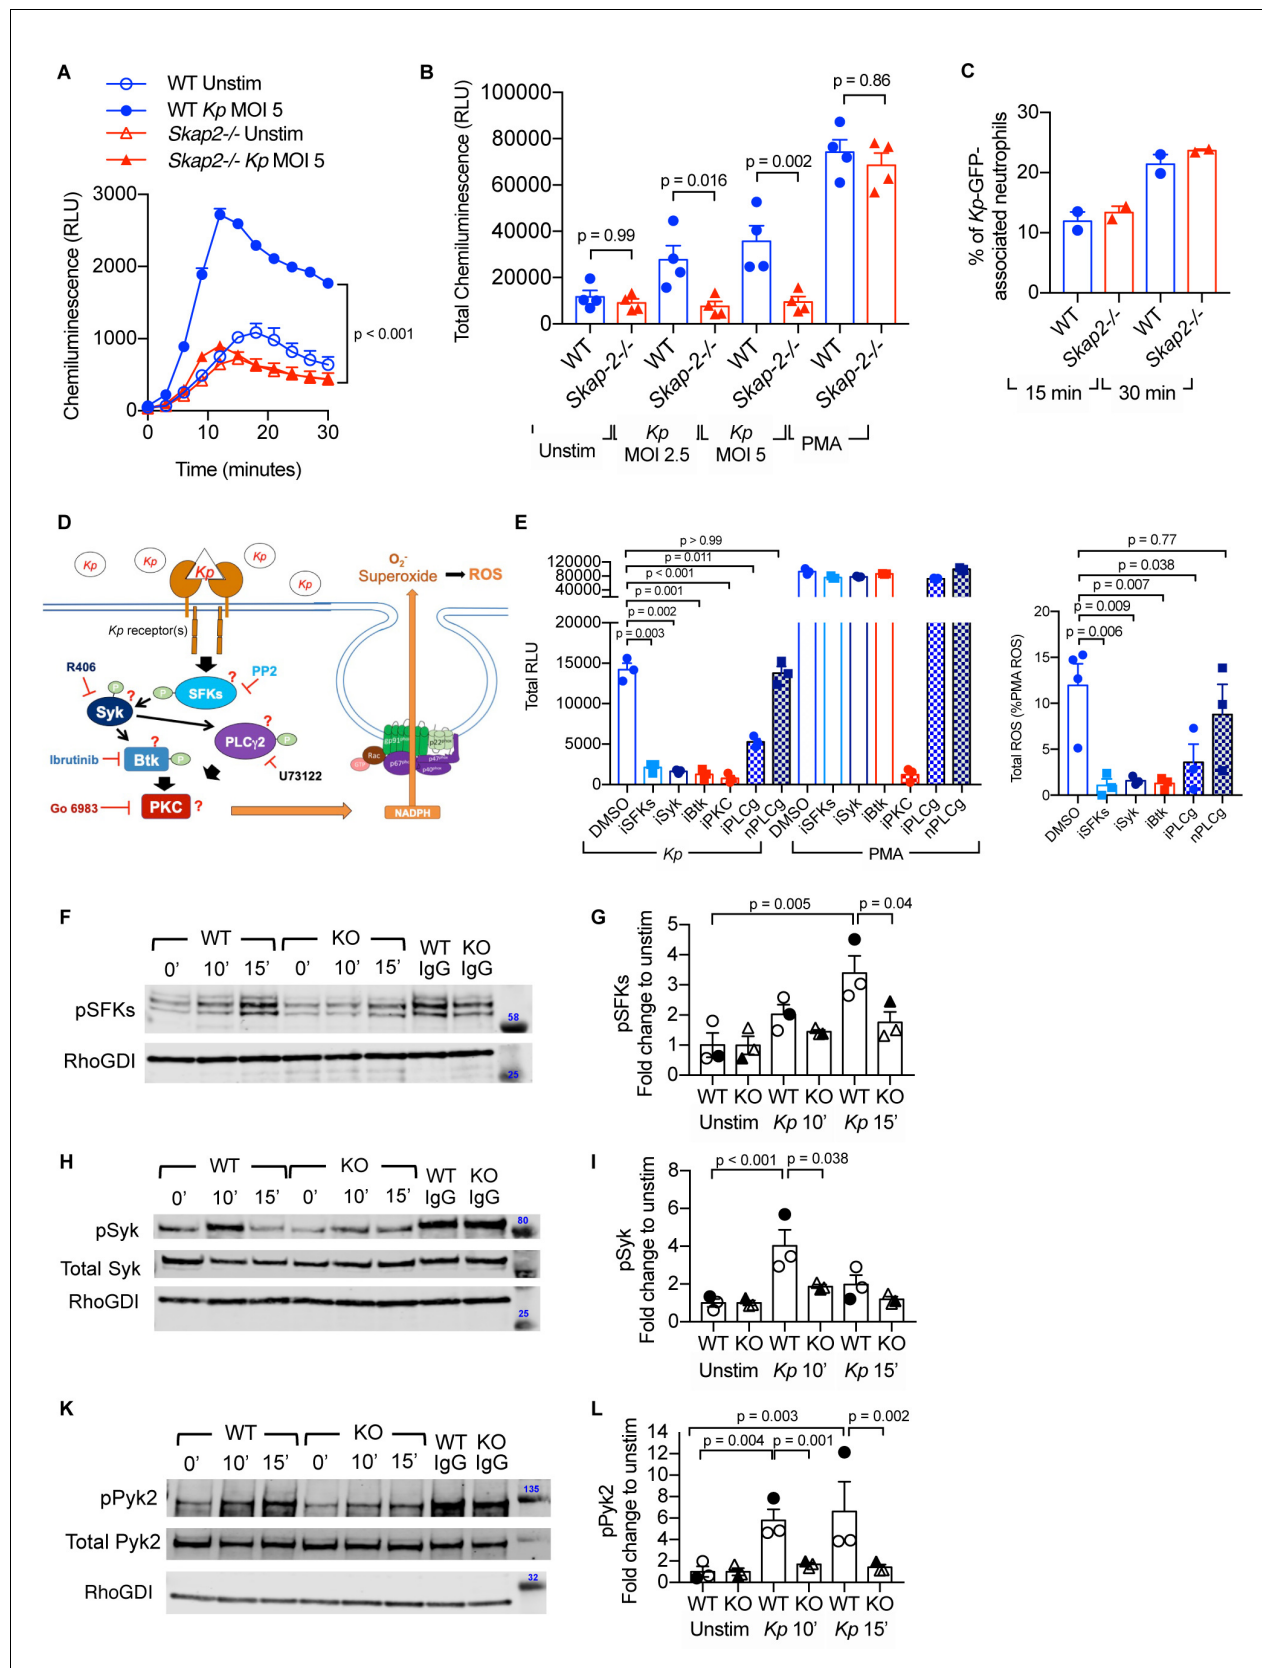 A
WT Unstim
WT Kp MOI 5
Skap2-/- Unstim
Skap2-/- Kp MOI 5
Chemiluminescence (RLU)
3000
2000
1000
0
0 10 20 30
Time (minutes)
p < 0.001
B
Total Chemiluminescence (RLU)
100000
80000
60000
40000
20000
0
p = 0.99
p = 0.016
p = 0.002
p = 0.86
WT Skap-2-/- WT Skap2-/- WT Skap2-/- WT Skap2-/-
Unstim
Kp MOI 2.5
Kp MOI 5
PMA
C
% of Kp-GFP-
associated neutrophils
30
20
10
0
WT Skap2-/- WT Skap2-/-
15 min 30 min
D
Kp Kp Kp Kp Kp
Kp receptor(s)
O2-
Superoxide ROS
R406
P
?
P
SFKs
?
PP2
Syk
?
PLCγ2
P
Ibrutinib
Btk
P
U73122
Go 6983
PKC
?
gp91phox p22phox
Rac
GTP
p67phox p47phox
p40phox
NADPH
E
p > 0.99
p = 0.011
p < 0.001
p = 0.001
p = 0.002
p = 0.003
Total RLU
120000
80000
40000
20000
15000
10000
5000
0
DMSO iSFKs iSyk iBtk iPKC iPLCg nPLCg DMSO iSFKs iSyk iBtk iPKC iPLCg nPLCg
Kp PMA
p = 0.77
p = 0.038
p = 0.007
p = 0.009
p = 0.006
Total ROS (%PMA ROS)
20
15
10
5
0
DMSO iSFKs iSyk iBtk iPLCg nPLCg
F
WT KO WT KO
0’ 10’ 15’ 0’ 10’ 15’ IgG IgG
pSFKs
58
RhoGDI
25
G
pSFKs
Fold change to unstim
5
4
3
2
1
0
p = 0.005
p = 0.04
WT KO WT KO WT KO
Unstim Kp 10’ Kp 15’
H
WT KO WT KO
0’ 10’ 15’ 0’ 10’ 15’ IgG IgG
pSyk
80
Total Syk
RhoGDI
25
I
pSyk
Fold change to unstim
8
6
4
2
0
p < 0.001
p = 0.038
WT KO WT KO WT KO
Unstim Kp 10’ Kp 15’
K
WT KO WT KO
0’ 10’ 15’ 0’ 10’ 15’ IgG IgG
pPyk2
135
Total Pyk2
RhoGDI
32
L
pPyk2
Fold change to unstim
14
12
10
8
6
4
2
0
p = 0.003
p = 0.002
p = 0.004
p = 0.001
WT KO WT KO WT KO
Unstim Kp 10’ Kp 15’